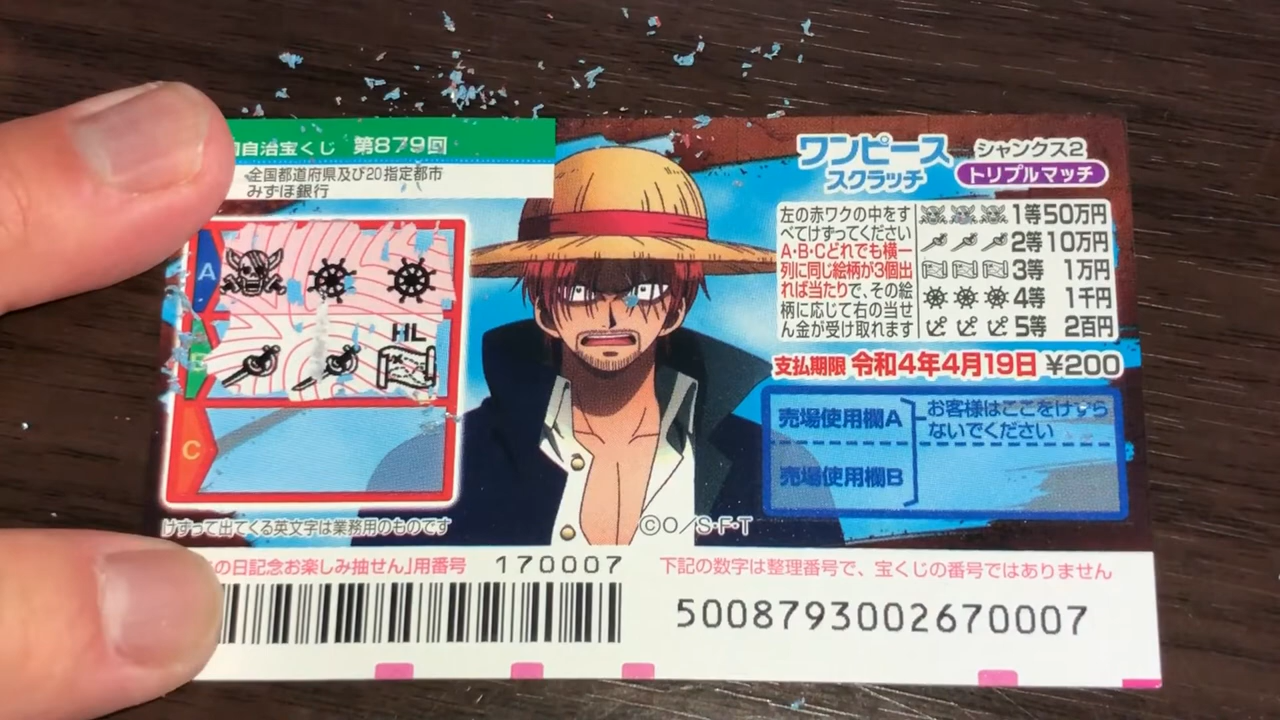 自治宝くじ 第879回
全国都道府県及び20指定都市
みずほ銀行
A
HL
B
C
けずって出てくる英文字は業務用のものです
ワンピース
スクラッチ
シャンクス2
トリプルマッチ
左の赤ワクの中をす
べてけずってください
A・B・Cどれでも横一
列に同じ絵柄が3個出
れば当たりで、その絵
柄に応じて右の当せ
ん金が受け取れます
1等 50万円
2等 10万円
3等 1万円
4等 1千円
5等 2百円
支払期限 令和4年4月19日 ¥200
売場使用欄A
売場使用欄B
お客様はここをけずら
ないでください
©O/S・F・T
の日記念お楽しみ抽せん」用番号 170007
下記の数字は整理番号で、宝くじの番号ではありません
5008793002670007